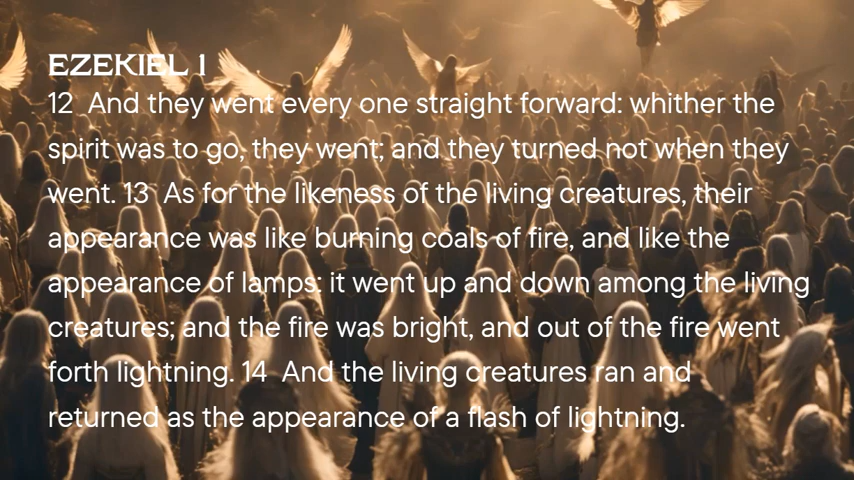 EZEKIEL 1
12 And they went every one straight forward: whither the
spirit was to go, they went; and they turned not when they
went. 13 As for the likeness of the living creatures, their
appearance was like burning coals of fire, and like the
appearance of lamps: it went up and down among the living
creatures; and the fire was bright, and out of the fire went
forth lightning. 14 And the living creatures ran and
returned as the appearance of a flash of lightning.